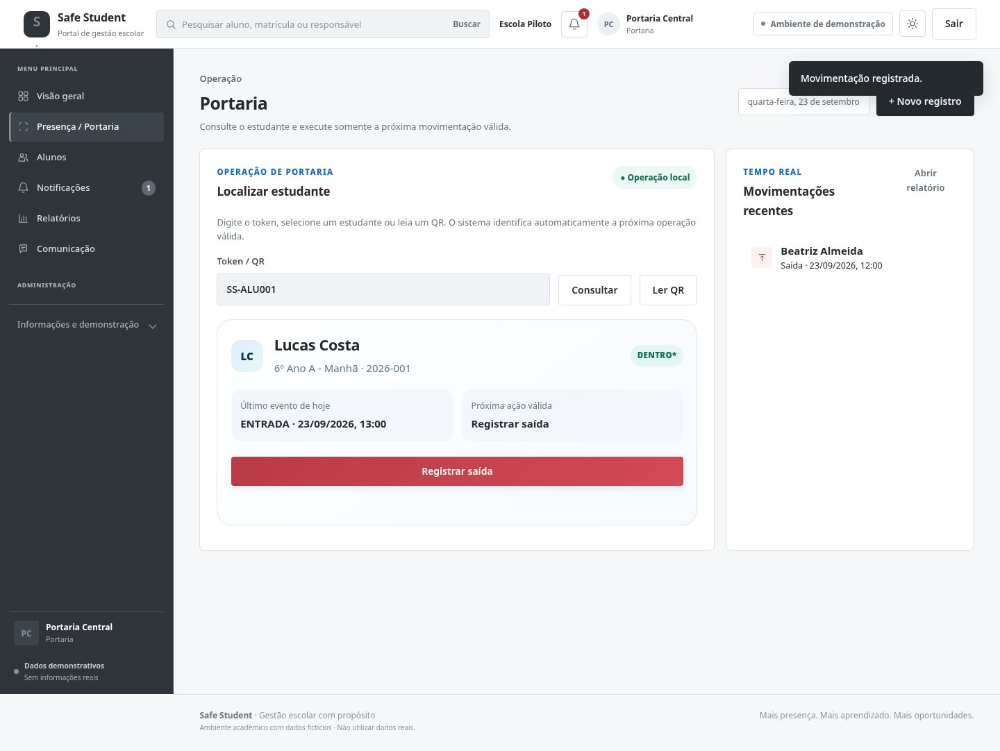 S
Safe Student
Portal de gestão escolar
Pesquisar aluno, matrícula ou responsável
Buscar
Escola Piloto
1
PC
Portaria Central
Portaria
Ambiente de demonstração
Sair
MENU PRINCIPAL
Visão geral
Presença / Portaria
Alunos
Notificações
1
Relatórios
Comunicação
ADMINISTRAÇÃO
Informações e demonstração
PC
Portaria Central
Portaria
Dados demonstrativos
Sem informações reais
Operação
Portaria
Consulte o estudante e execute somente a próxima movimentação válida.
Movimentação registrada.
quarta-feira, 23 de setembro
+ Novo registro
OPERAÇÃO DE PORTARIA
Localizar estudante
● Operação local
Digite o token, selecione um estudante ou leia um QR. O sistema identifica automaticamente a próxima operação
válida.
Token / QR
SS-ALU001
Consultar
Ler QR
LC
Lucas Costa
6º Ano A - Manhã · 2026-001
DENTRO*
Último evento de hoje
ENTRADA · 23/09/2026, 13:00
Próxima ação válida
Registrar saída
Registrar saída
TEMPO REAL
Movimentações
recentes
Abrir
relatório
Beatriz Almeida
Saída · 23/09/2026, 12:00
Safe Student · Gestão escolar com propósito
Ambiente acadêmico com dados fictícios · Não utilizar dados reais.
Mais presença. Mais aprendizado. Mais oportunidades.